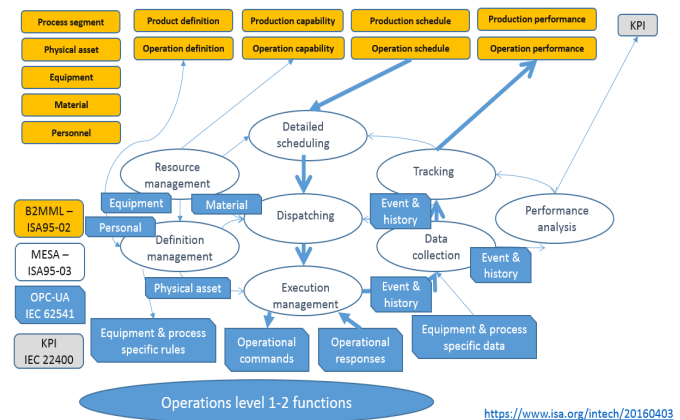 Process segment
Product definition
Production capability
Production schedule
Production performance
KPI
Physical asset
Operation definition
Operation capability
Operation schedule
Operation performance
Equipment
Material
Personnel
Detailed
scheduling
Resource
management
Tracking
Equipment
Material
Event &
history
B2MML –
ISA95-02
Personal
Dispatching
Performance
analysis
Definition
management
Data
collection
MESA –
ISA95-03
Event &
history
Physical asset
Execution
management
Event &
history
OPC-UA
IEC 62541
Equipment & process
specific rules
Operational
commands
Operational
responses
Equipment & process
specific data
KPI
IEC 22400
Operations level 1-2 functions
https://www.isa.org/intech/20160403